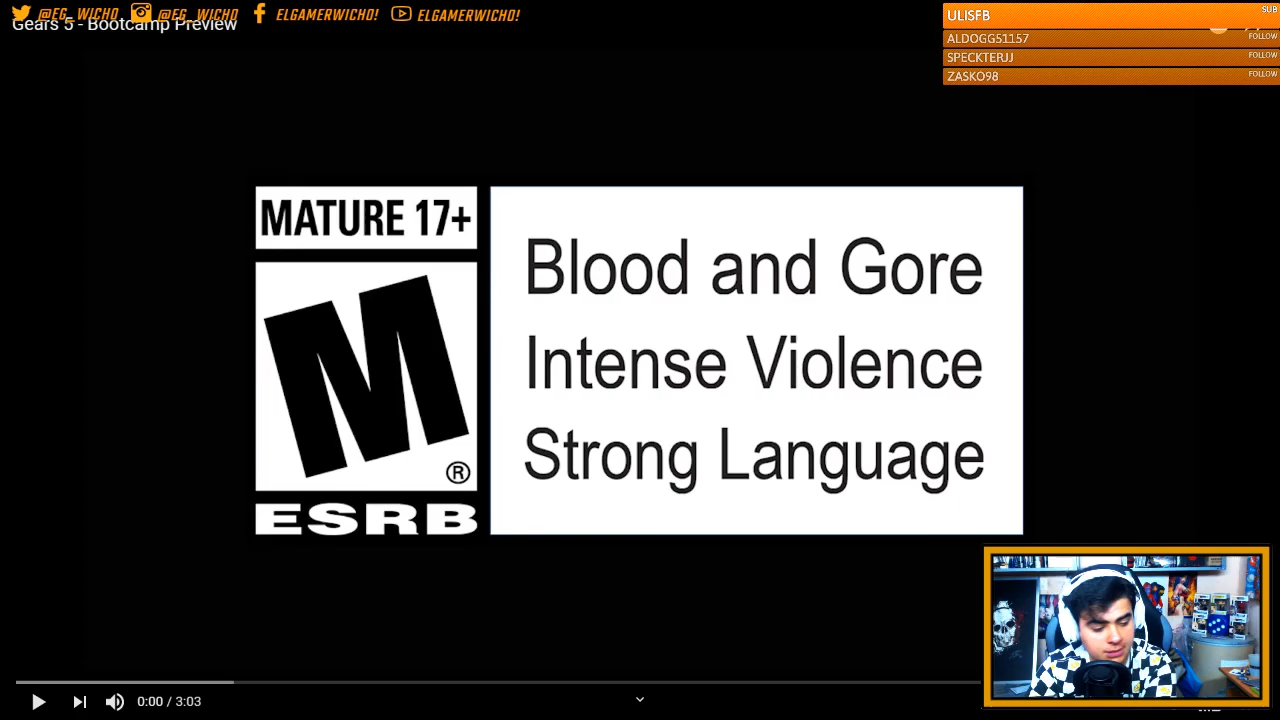 @EG_WICHO
@EG_WICHO
ELGAMERWICHO!
ELGAMERWICHO!
Gears 5 - Bootcamp Preview
ULISFB SUB
ALDOGG51157 FOLLOW
SPECKTERJJ FOLLOW
ZASKO98 FOLLOW
MATURE 17+
M
®
ESRB
Blood and Gore
Intense Violence
Strong Language
0:00 / 3:03